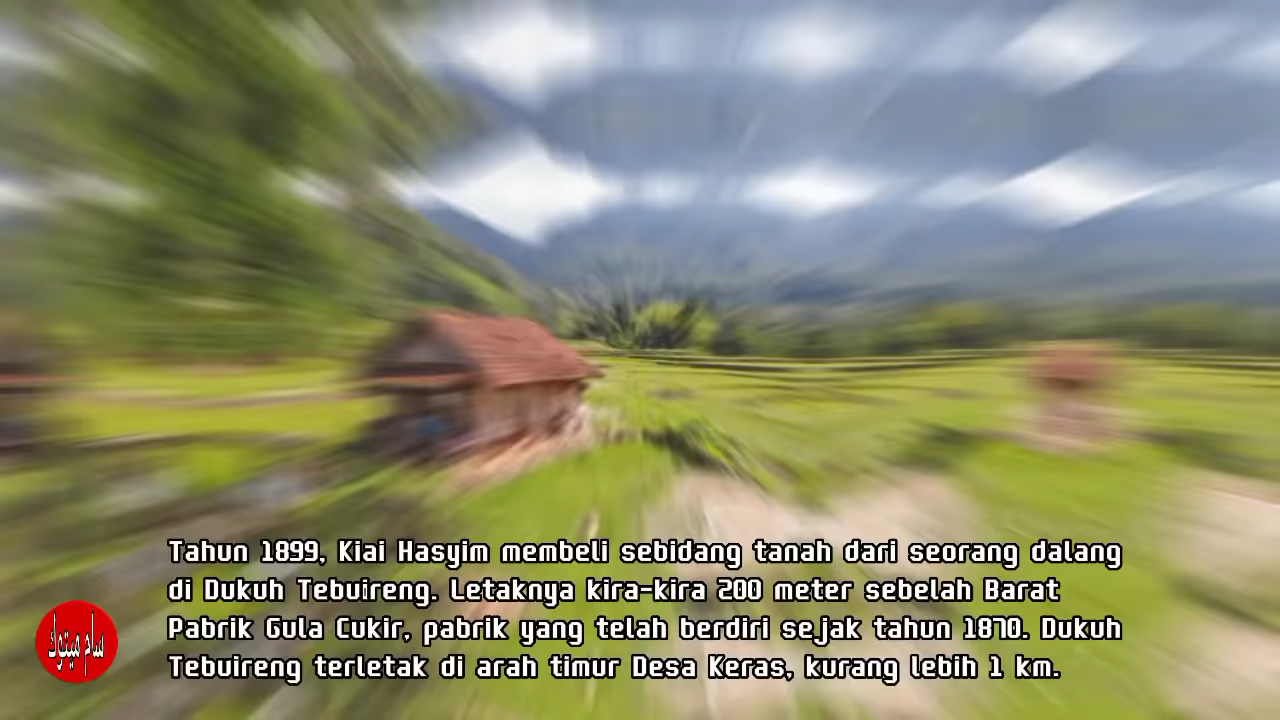 Tahun 1899, Kiai Hasyim membeli sebidang tanah dari seorang dalang
di Dukuh Tebuireng. Letaknya kira-kira 200 meter sebelah Barat
Pabrik Gula Cukir, pabrik yang telah berdiri sejak tahun 1870. Dukuh
Tebuireng terletak di arah timur Desa Keras, kurang lebih 1 km.
سام ميتوك